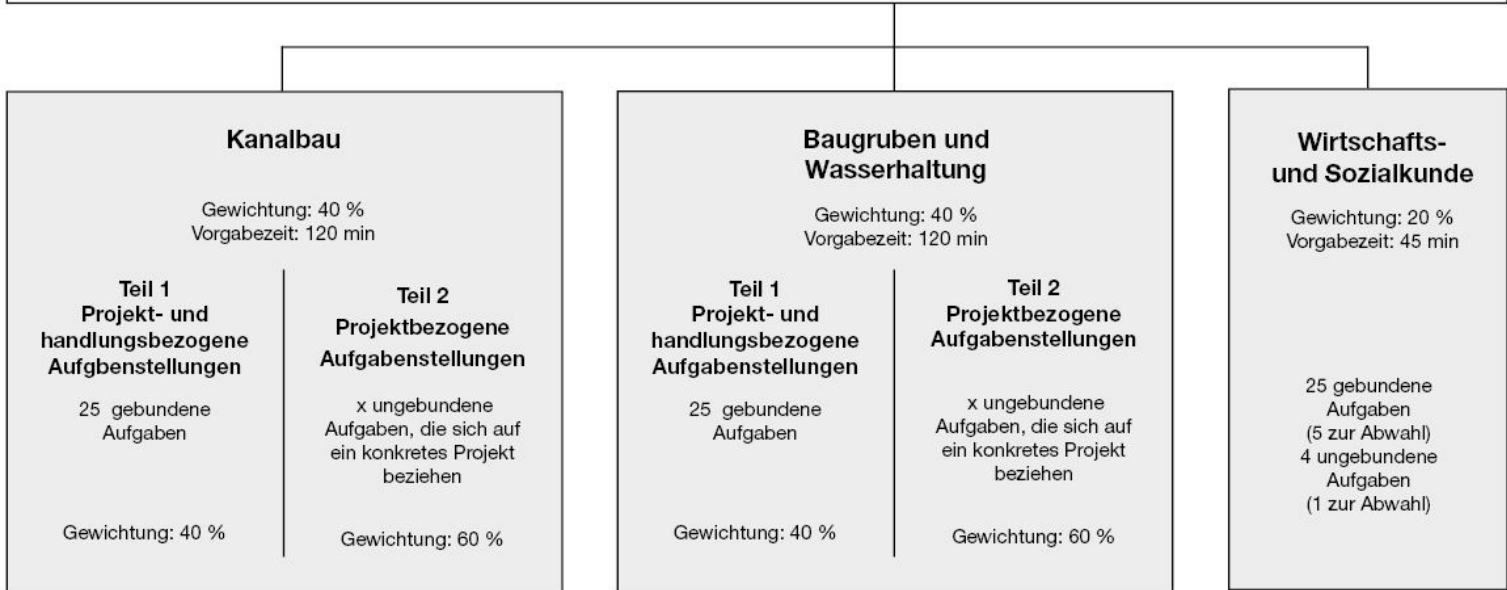 Kanalbau
Gewichtung: 40 %
Vorgabezeit: 120 min
Teil 1
Projekt- und
handlungsbezogene
Aufgbenstellungen
25 gebundene
Aufgaben
Gewichtung: 40 %
Teil 2
Projektbezogene
Aufgabenstellungen
x ungebundene
Aufgaben, die sich auf
ein konkretes Projekt
beziehen
Gewichtung: 60 %
Baugruben und
Wasserhaltung
Gewichtung: 40 %
Vorgabezeit: 120 min
Teil 1
Projekt- und
handlungsbezogene
Aufgabenstellungen
25 gebundene
Aufgaben
Gewichtung: 40 %
Teil 2
Projektbezogene
Aufgabenstellungen
x ungebundene
Aufgaben, die sich auf
ein konkretes Projekt
beziehen
Gewichtung: 60 %
Wirtschafts-
und Sozialkunde
Gewichtung: 20 %
Vorgabezeit: 45 min
25 gebundene
Aufgaben
(5 zur Abwahl)
4 ungebundene
Aufgaben
(1 zur Abwahl)